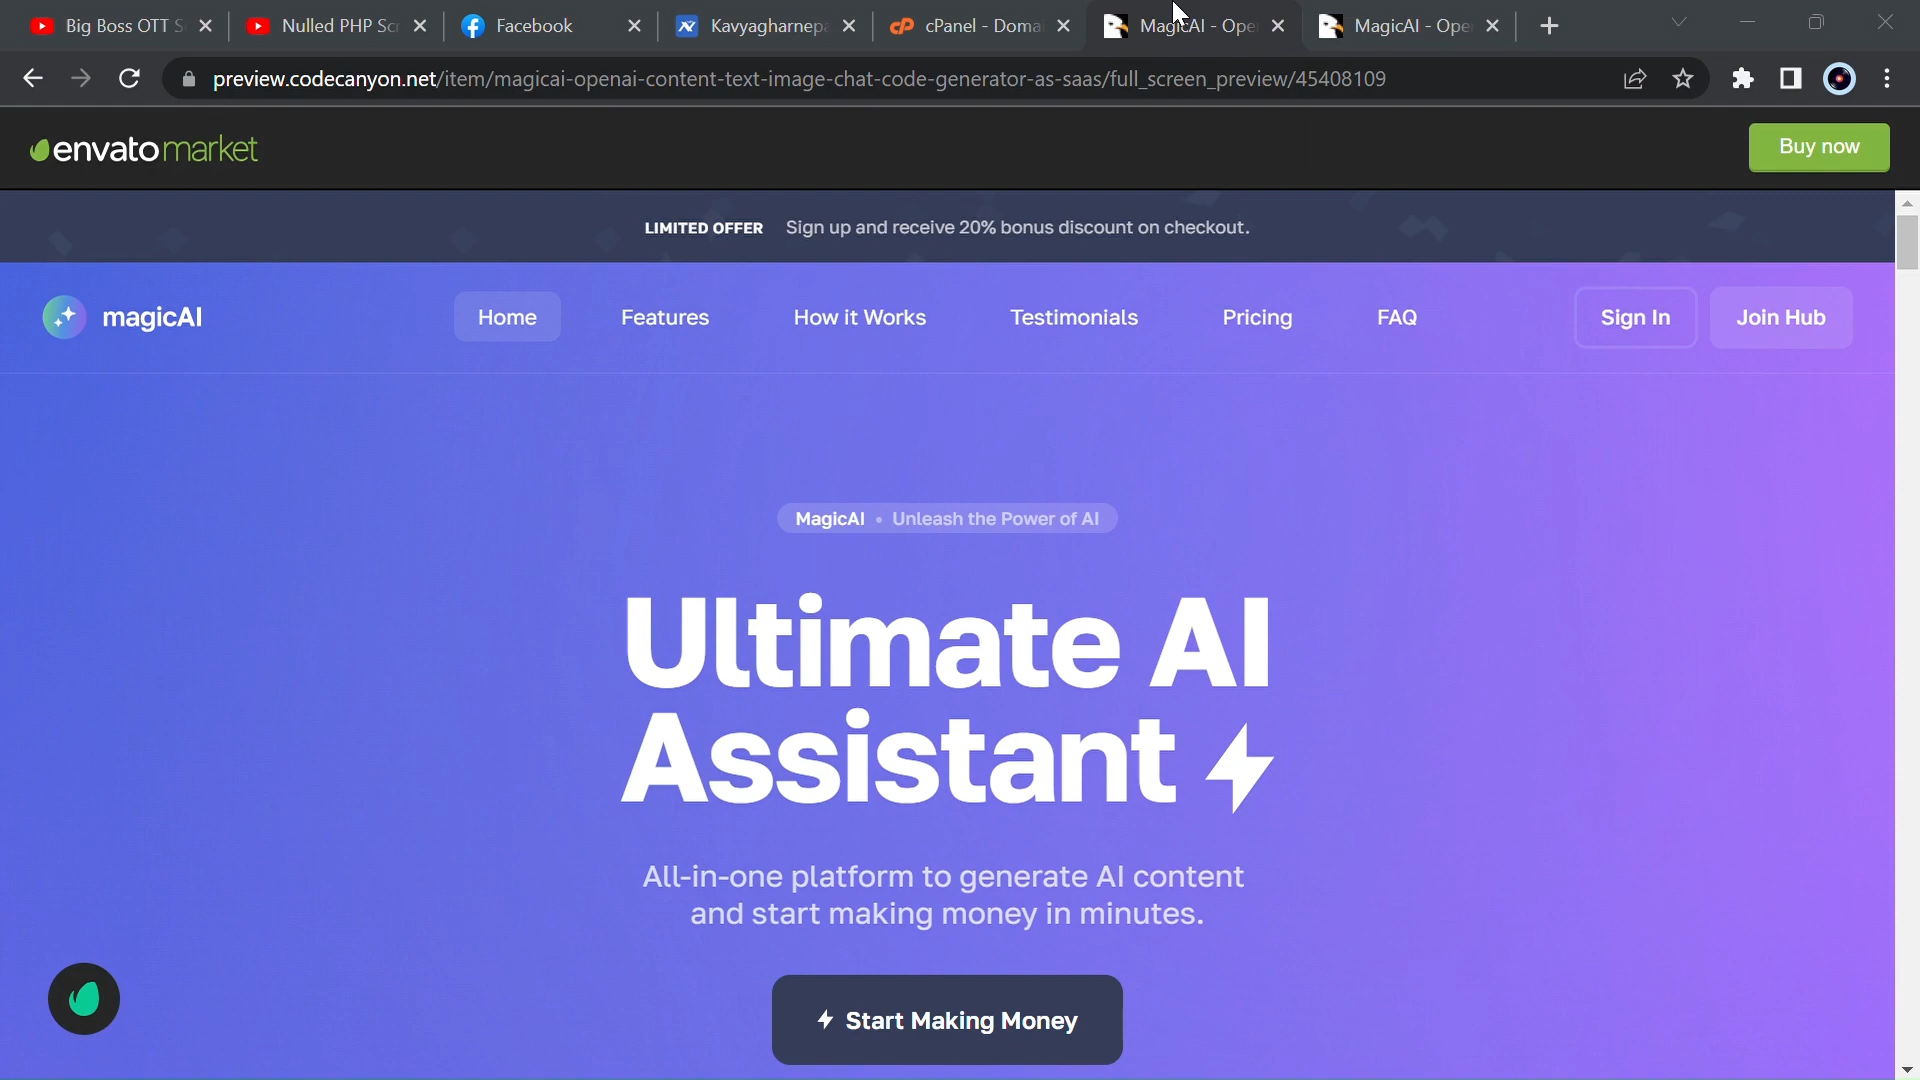 Big Boss OTT S
Nulled PHP Scr
Facebook
Kavyagharnepa
cPanel - Doma
MagicAI - Ope
MagicAI - Ope
preview.codecanyon.net/item/magicai-openai-content-text-image-chat-code-generator-as-saas/full_screen_preview/45408109
envatomarket
Buy now
LIMITED OFFER Sign up and receive 20% bonus discount on checkout.
magicAI
Home
Features
How it Works
Testimonials
Pricing
FAQ
Sign In
Join Hub
MagicAI • Unleash the Power of AI
Ultimate AI
Assistant
All-in-one platform to generate AI content
and start making money in minutes.
Start Making Money